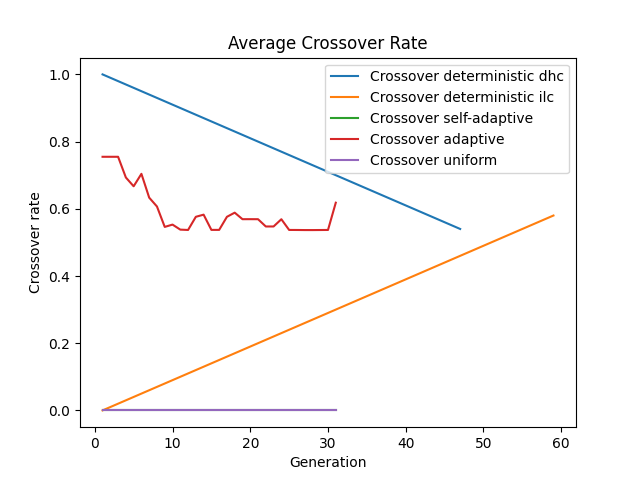 Average Crossover Rate
Crossover deterministic dhc
Crossover deterministic ilc
Crossover self-adaptive
Crossover adaptive
Crossover uniform
Crossover rate
1.0
0.8
0.6
0.4
0.2
0.0
0 10 20 30 40 50 60
Generation